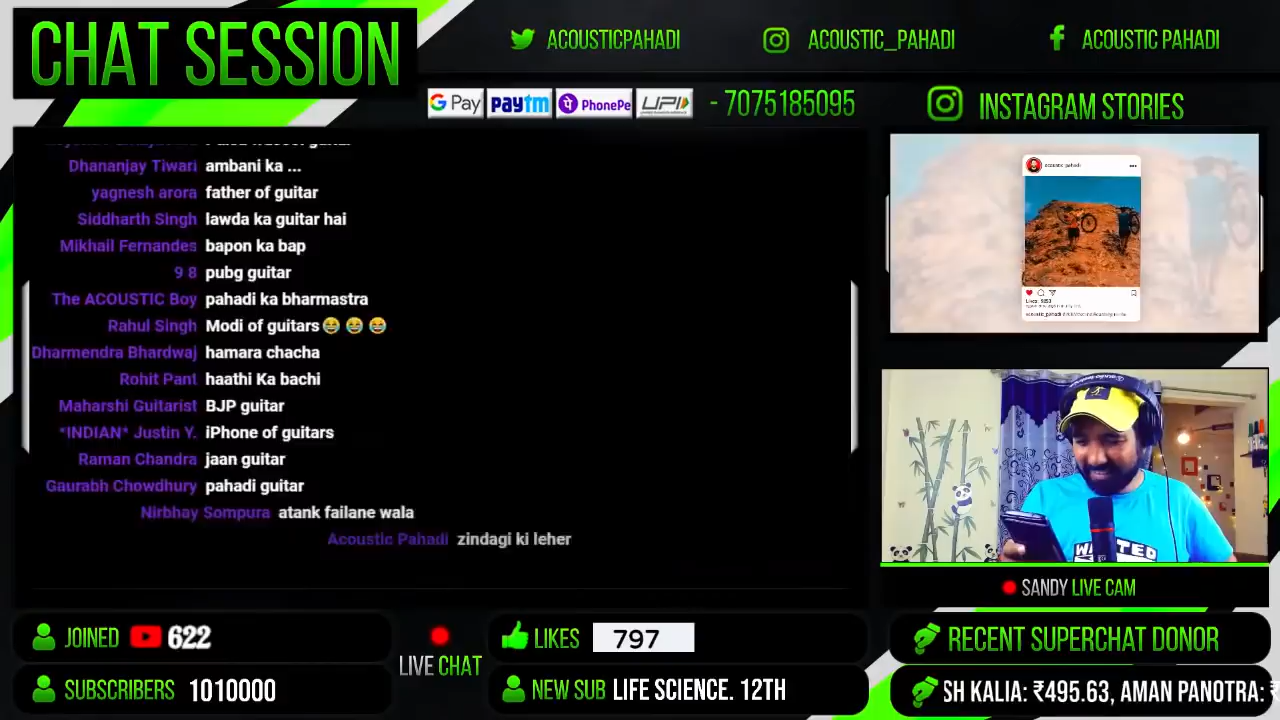 CHAT SESSION
ACOUSTICPAHADI
ACOUSTIC_PAHADI
ACOUSTIC PAHADI
G Pay paytm PhonePe UPI - 7075185095
INSTAGRAM STORIES
Dhananjay Tiwari ambani ka ...
yagnesh arora father of guitar
Siddharth Singh lawda ka guitar hai
Mikhail Fernandes bapon ka bap
9 8 pubg guitar
The ACOUSTIC Boy pahadi ka bharmastra
Rahul Singh Modi of guitars😂 😂 😂
Dharmendra Bhardwaj hamara chacha
Rohit Pant haathi Ka bachi
Maharshi Guitarist BJP guitar
*INDIAN* Justin Y. iPhone of guitars
Raman Chandra jaan guitar
Gaurabh Chowdhury pahadi guitar
Nirbhay Sompura atank failane wala
Acoustic Pahadi zindagi ki leher
acoustic pahadi
WANTED
SANDY LIVE CAM
JOINED 622
LIVE CHAT
LIKES 797
RECENT SUPERCHAT DONOR
SUBSCRIBERS 1010000
NEW SUB LIFE SCIENCE. 12TH
SH KALIA: ₹495.63, AMAN PANOTRA: ₹